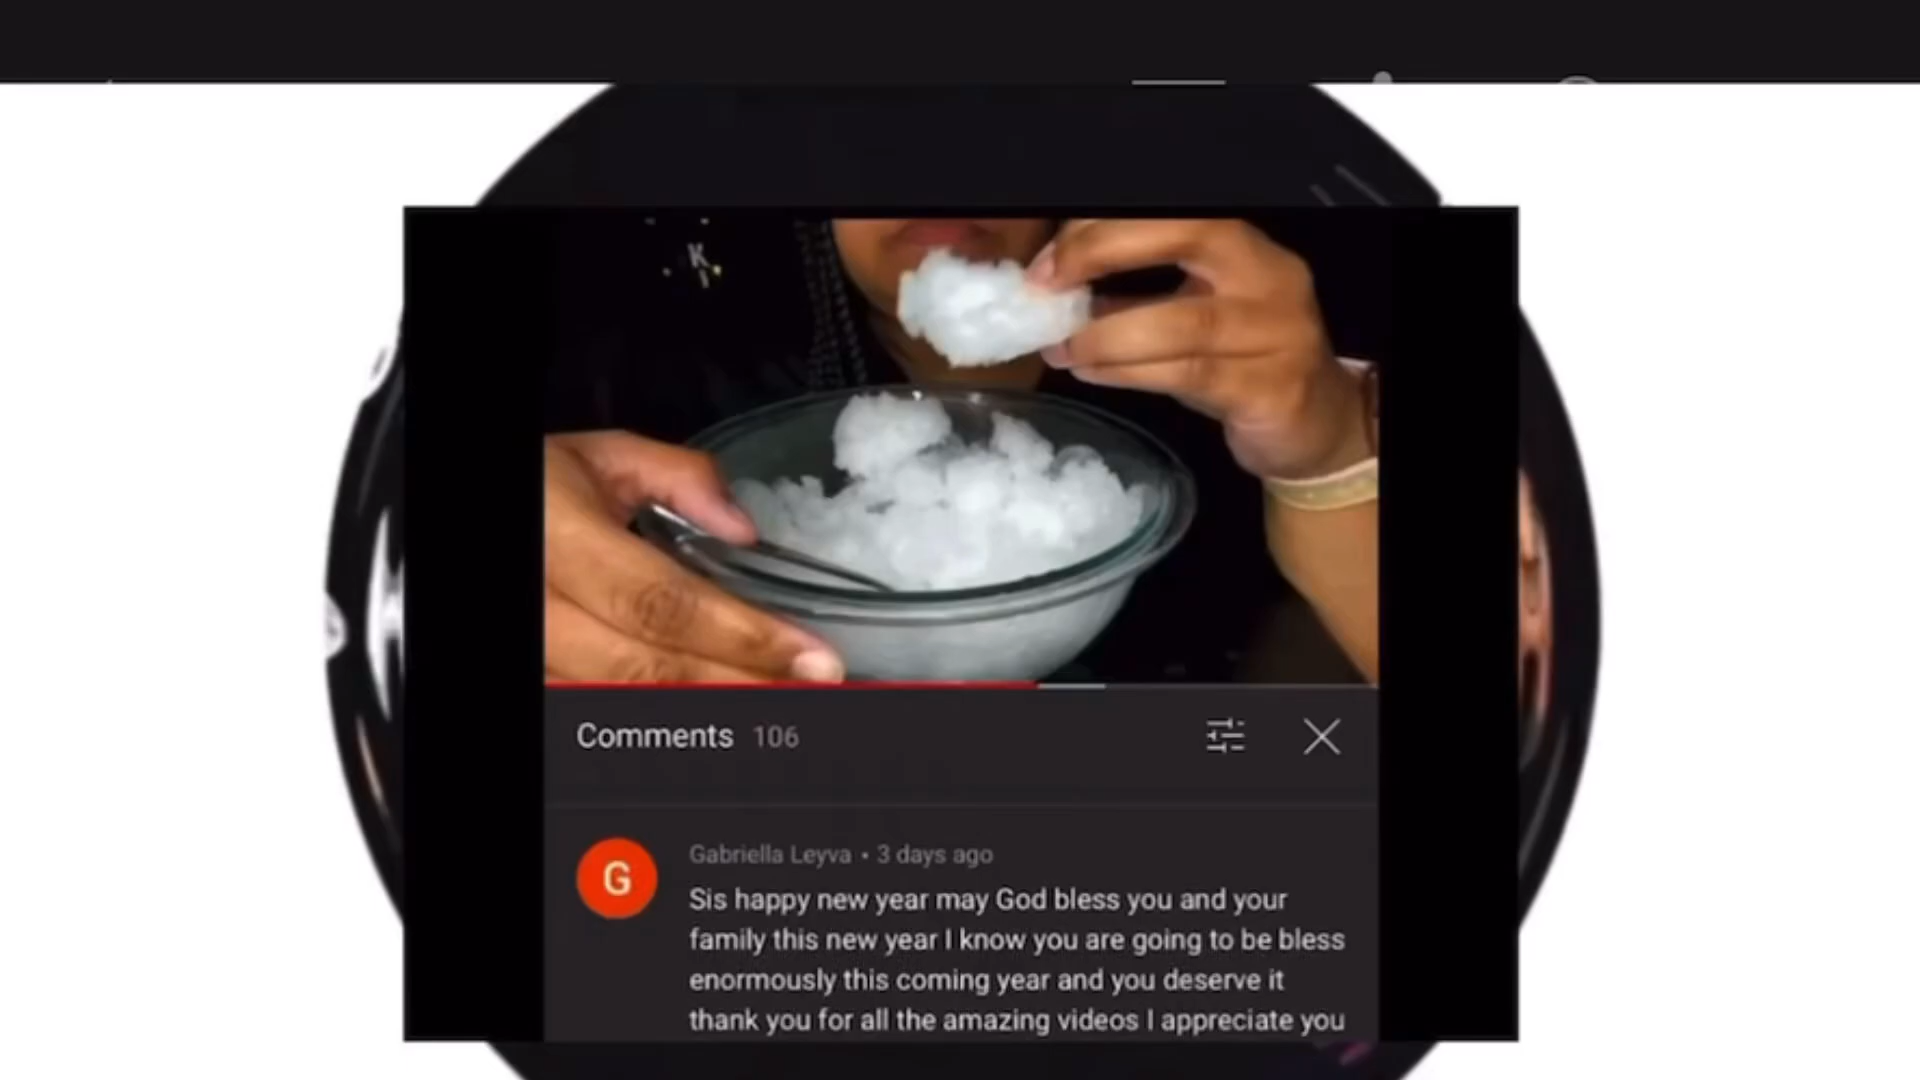 K
Comments 106
G
Gabriella Leyva • 3 days ago
Sis happy new year may God bless you and your
family this new year I know you are going to be bless
enormously this coming year and you deserve it
thank you for all the amazing videos I appreciate you